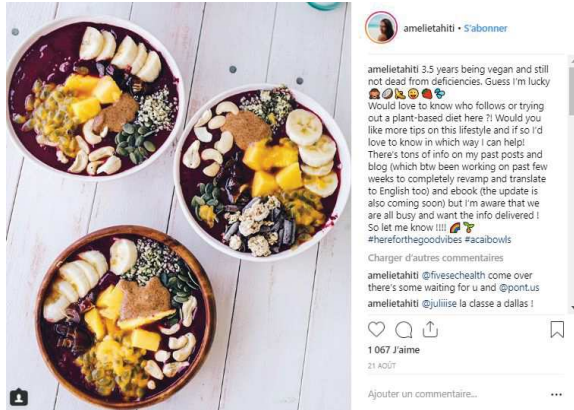 amelietahiti • S'abonner
amelietahiti 3.5 years being vegan and still
not dead from deficiencies. Guess I'm lucky
Would love to know who follows or trying
out a plant-based diet here ?! Would you
like more tips on this lifestyle and if so I'd
love to know in which way I can help!
There's tons of info on my past posts and
blog (which btw been working on past few
weeks to completely revamp and translate
to English too) and ebook (the update is
also coming soon) but I'm aware that we
are all busy and want the info delivered !
So let me know !!!! 🌈🌱
#hereforthegoodvibes #acaibowls
Charger d'autres commentaires
amelietahiti @fivesechealth come over
there's some waiting for u and @pont.us
amelietahiti @juliiise la classe a dallas !
1 067 J'aime
21 AOÛT
Ajouter un commentaire...